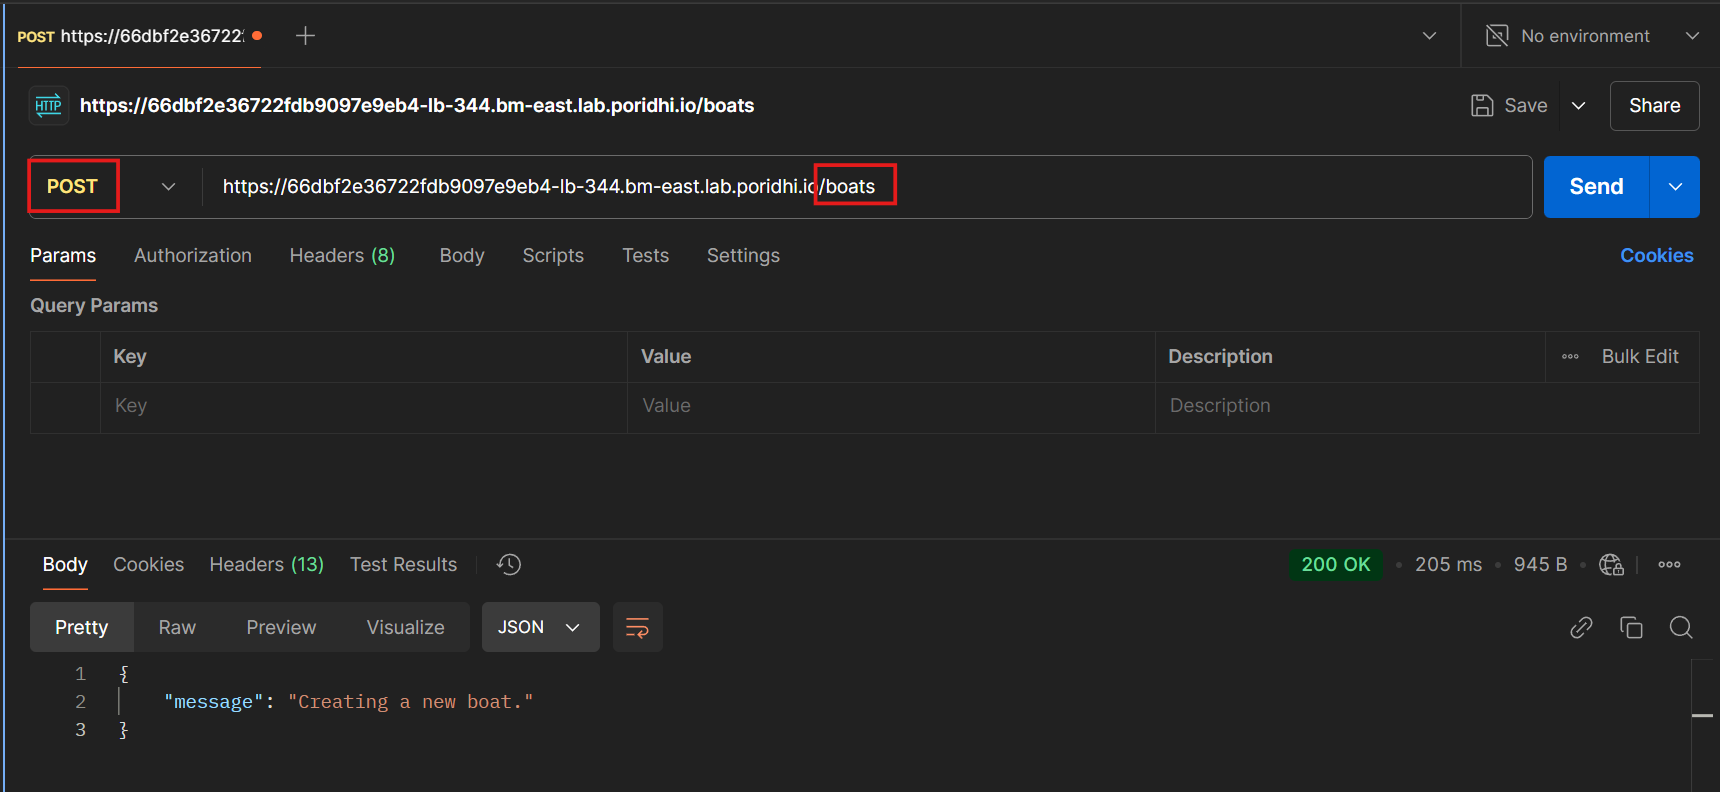 POST https://66dbf2e36722f
No environment
HTTP https://66dbf2e36722fdb9097e9eb4-lb-344.bm-east.lab.poridhi.io/boats Save Share
POST https://66dbf2e36722fdb9097e9eb4-lb-344.bm-east.lab.poridhi.io/boats Send
Params Authorization Headers (8) Body Scripts Tests Settings Cookies
Query Params
Key Value Description Bulk Edit
Key Value Description
Body Cookies Headers (13) Test Results 200 OK • 205 ms • 945 B •
Pretty Raw Preview Visualize JSON
1 {
2 "message": "Creating a new boat."
3 }